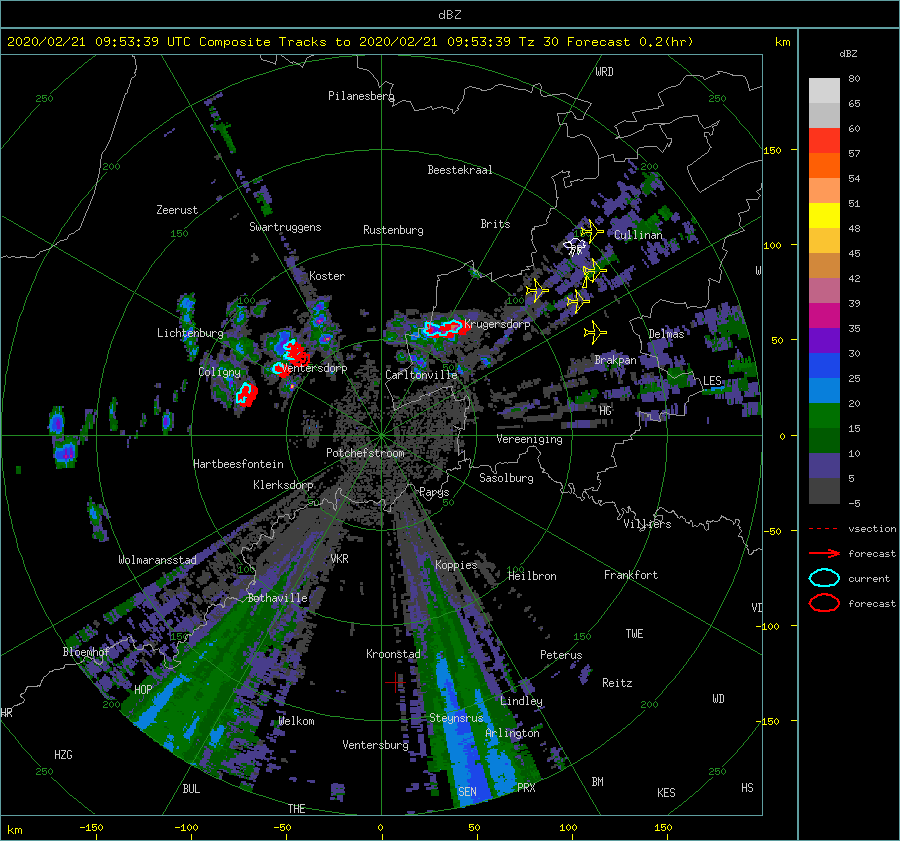 dBZ
2020/02/21 09:53:39 UTC Composite Tracks to 2020/02/21 09:53:39 Tz 30 Forecast 0.2(hr)
km
dBZ
80
65
60
57
54
51
48
45
42
39
35
30
25
20
15
10
5
-5
vsection
forecast
current
forecast
250
250
WRD
Pilanesberg
150
200
200
Beestekraal
Zeerust
150
Swartruggens
Rustenburg
Brits
Cullinan
100
W
Koster
100
100
Lichtenburg
Krugersdorp
Delmas
50
Coligny
Ventersdorp
Carltonville
Brakpan
LES
HG
0
Vereeniging
Potchefstroom
Hartbeesfontein
Klerksdorp
Sasolburg
Parys
50
50
Villiers
-50
Wolmaransstad
VKR
Koppies
100
100
Heilbron
Frankfort
Bothaville
VD
-100
150
150
TWE
Bloemhof
Kroonstad
Peterus
HOP
Reitz
WD
HR
200
Lindley
200
Welkom
Steynsrus
-150
Arlington
Ventersburg
HZG
250
250
BUL
SEN
PRX
BM
KES
HS
THE
km
-150
-100
-50
0
50
100
150